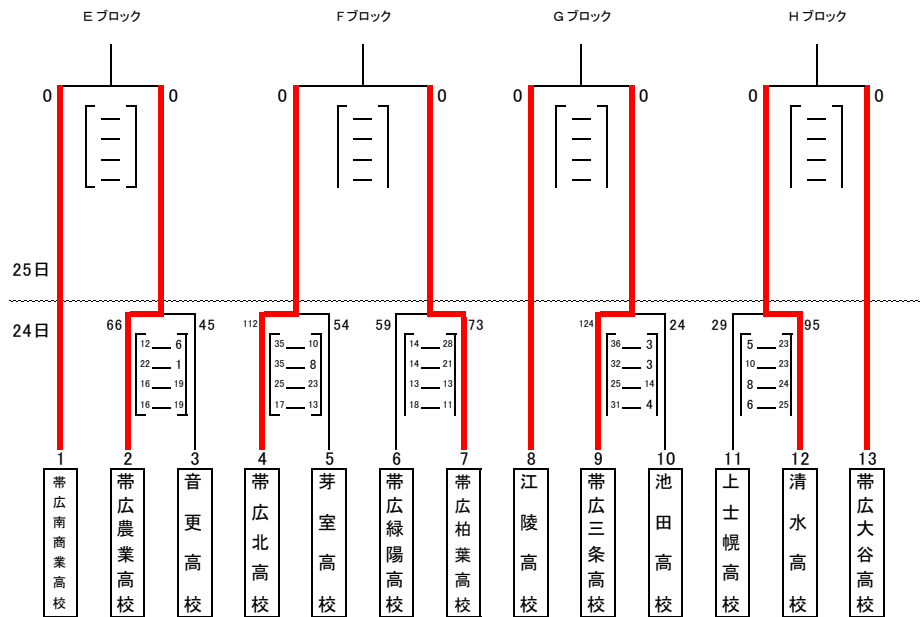 Eブロック Fブロック Gブロック Hブロック
0 0 0 0 0 0 0 0
25日
24日
66 45 112 54 59 73 124 24 29 95
12 6 35 10 14 28 36 3 5 23
22 1 35 8 14 21 32 3 10 23
16 19 25 23 13 13 25 14 8 24
16 19 17 13 18 11 31 4 6 25
1 2 3 4 5 6 7 8 9 10 11 12 13
帯広南商業高校
帯広農業高校
音更高校
帯広北高校
芽室高校
帯広緑陽高校
帯広柏葉高校
江陵高校
帯広三条高校
池田高校
上士幌高校
清水高校
帯広大谷高校